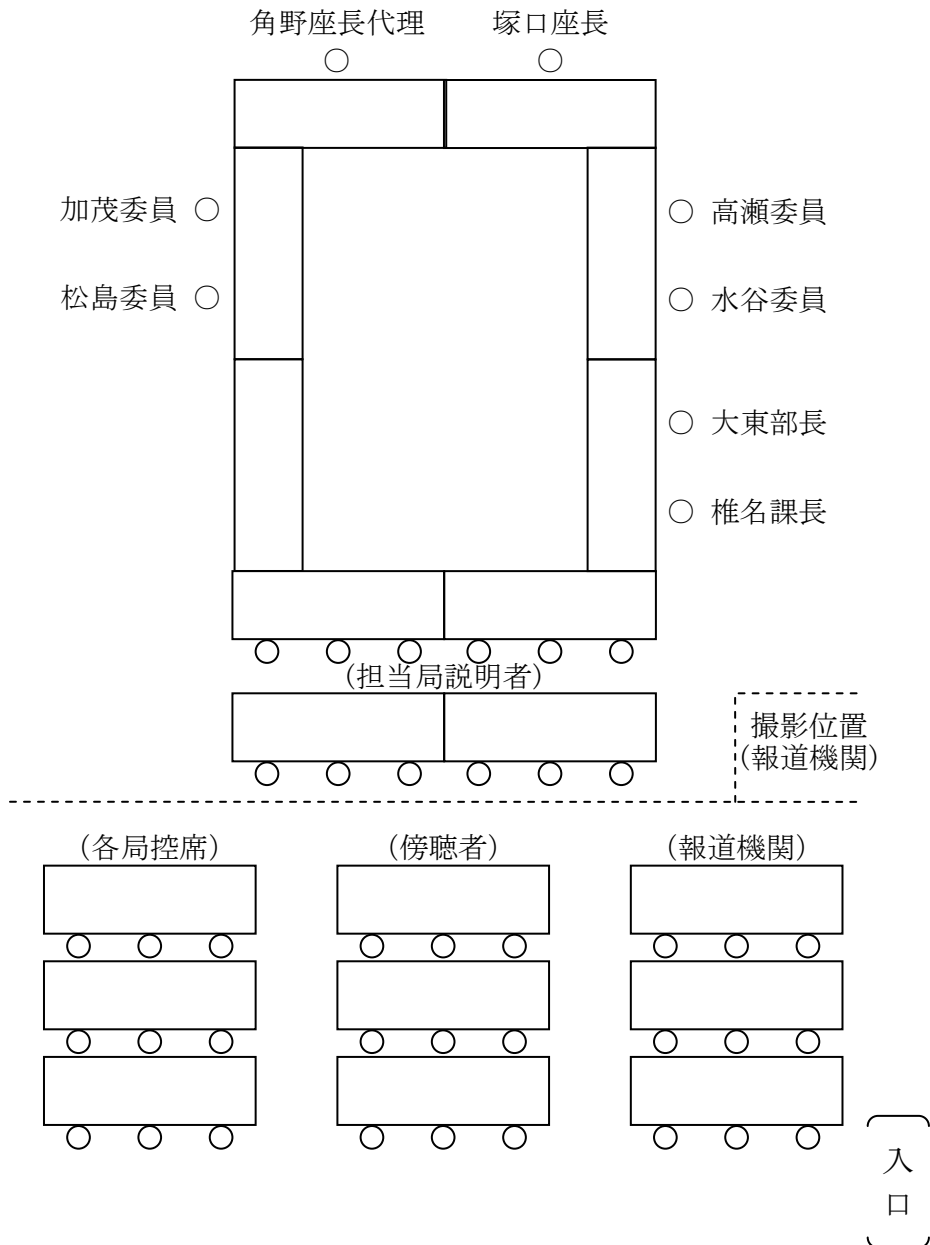 角野座長代理 塚口座長
加茂委員 ○ ○ 高瀬委員
松島委員 ○ ○ 水谷委員
○ 大東部長
○ 椎名課長
(担当局説明者)
撮影位置
(報道機関)
(各局控席) (傍聴者) (報道機関)
入
口